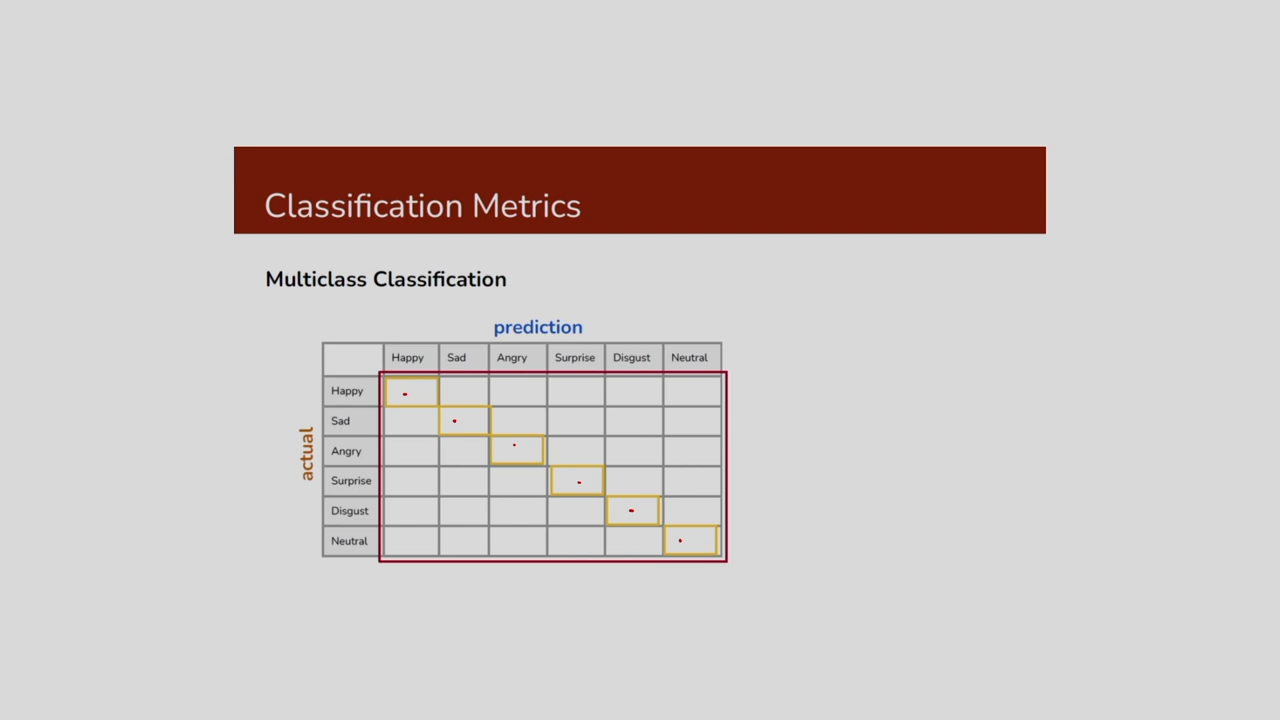 Classification Metrics
Multiclass Classification
prediction
Happy Sad Angry Surprise Disgust Neutral
actual
Happy
Sad
Angry
Surprise
Disgust
Neutral